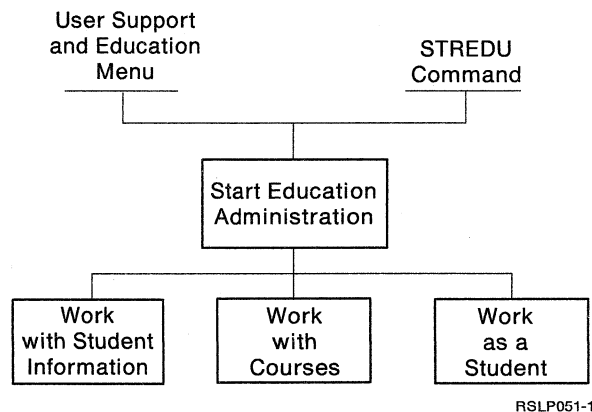 User Support
and Education
Menu
STREDU
Command
Start Education
Administration
Work
with Student
Information
Work
with
Courses
Work
as a
Student
RSLP051-1